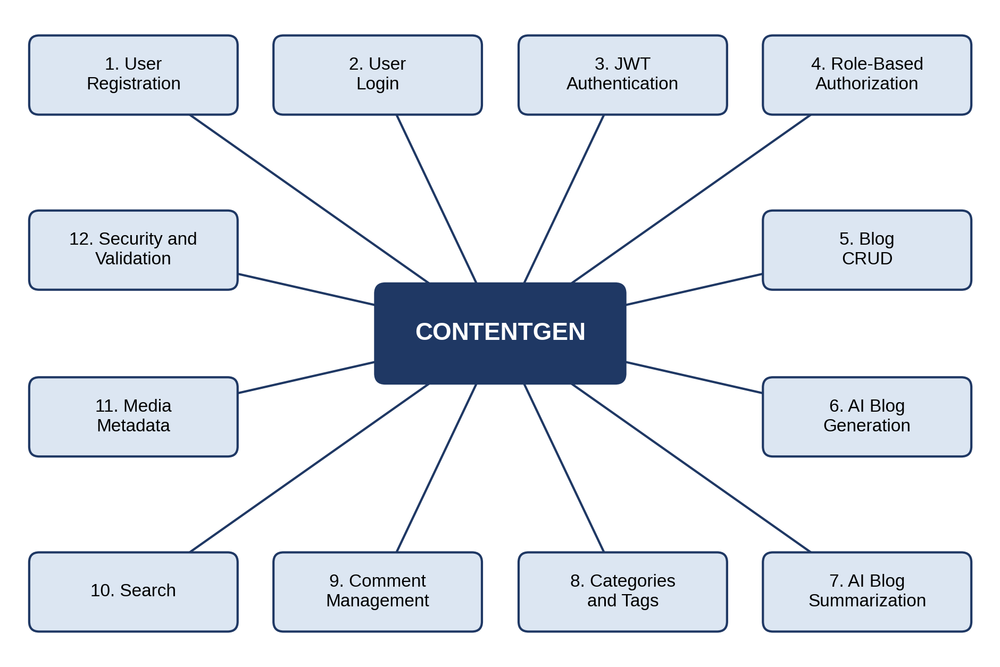 1. User
Registration
2. User
Login
3. JWT
Authentication
4. Role-Based
Authorization
12. Security and
Validation
5. Blog
CRUD
CONTENTGEN
11. Media
Metadata
6. AI Blog
Generation
10. Search
9. Comment
Management
8. Categories
and Tags
7. AI Blog
Summarization